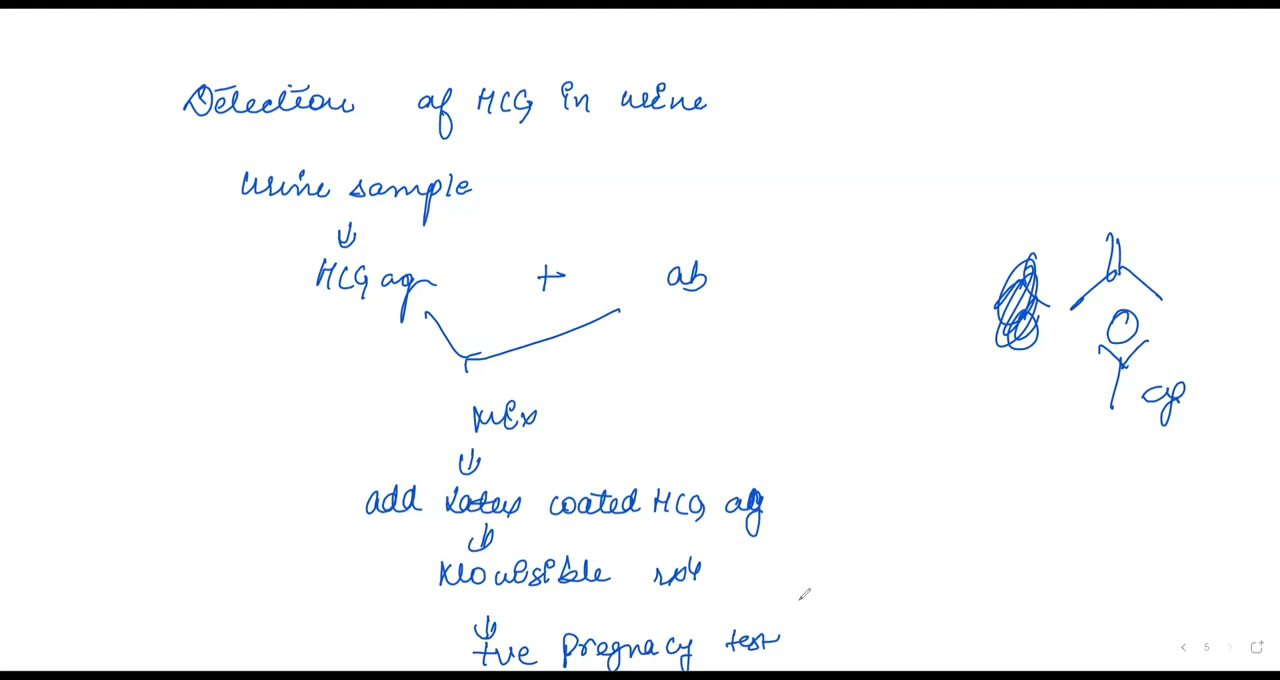 Detection of HCG in urine
urine sample
HCG ag + ab
mix
add latex coated HCG ag
No visible rxn
+ve pregnancy test
5